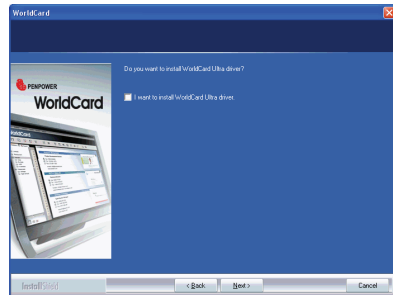 WorldCard
Do you want to install WorldCard Ultra driver?
I want to install WorldCard Ultra driver.
PENPOWER
WorldCard
InstallShield
< Back
Next >
Cancel